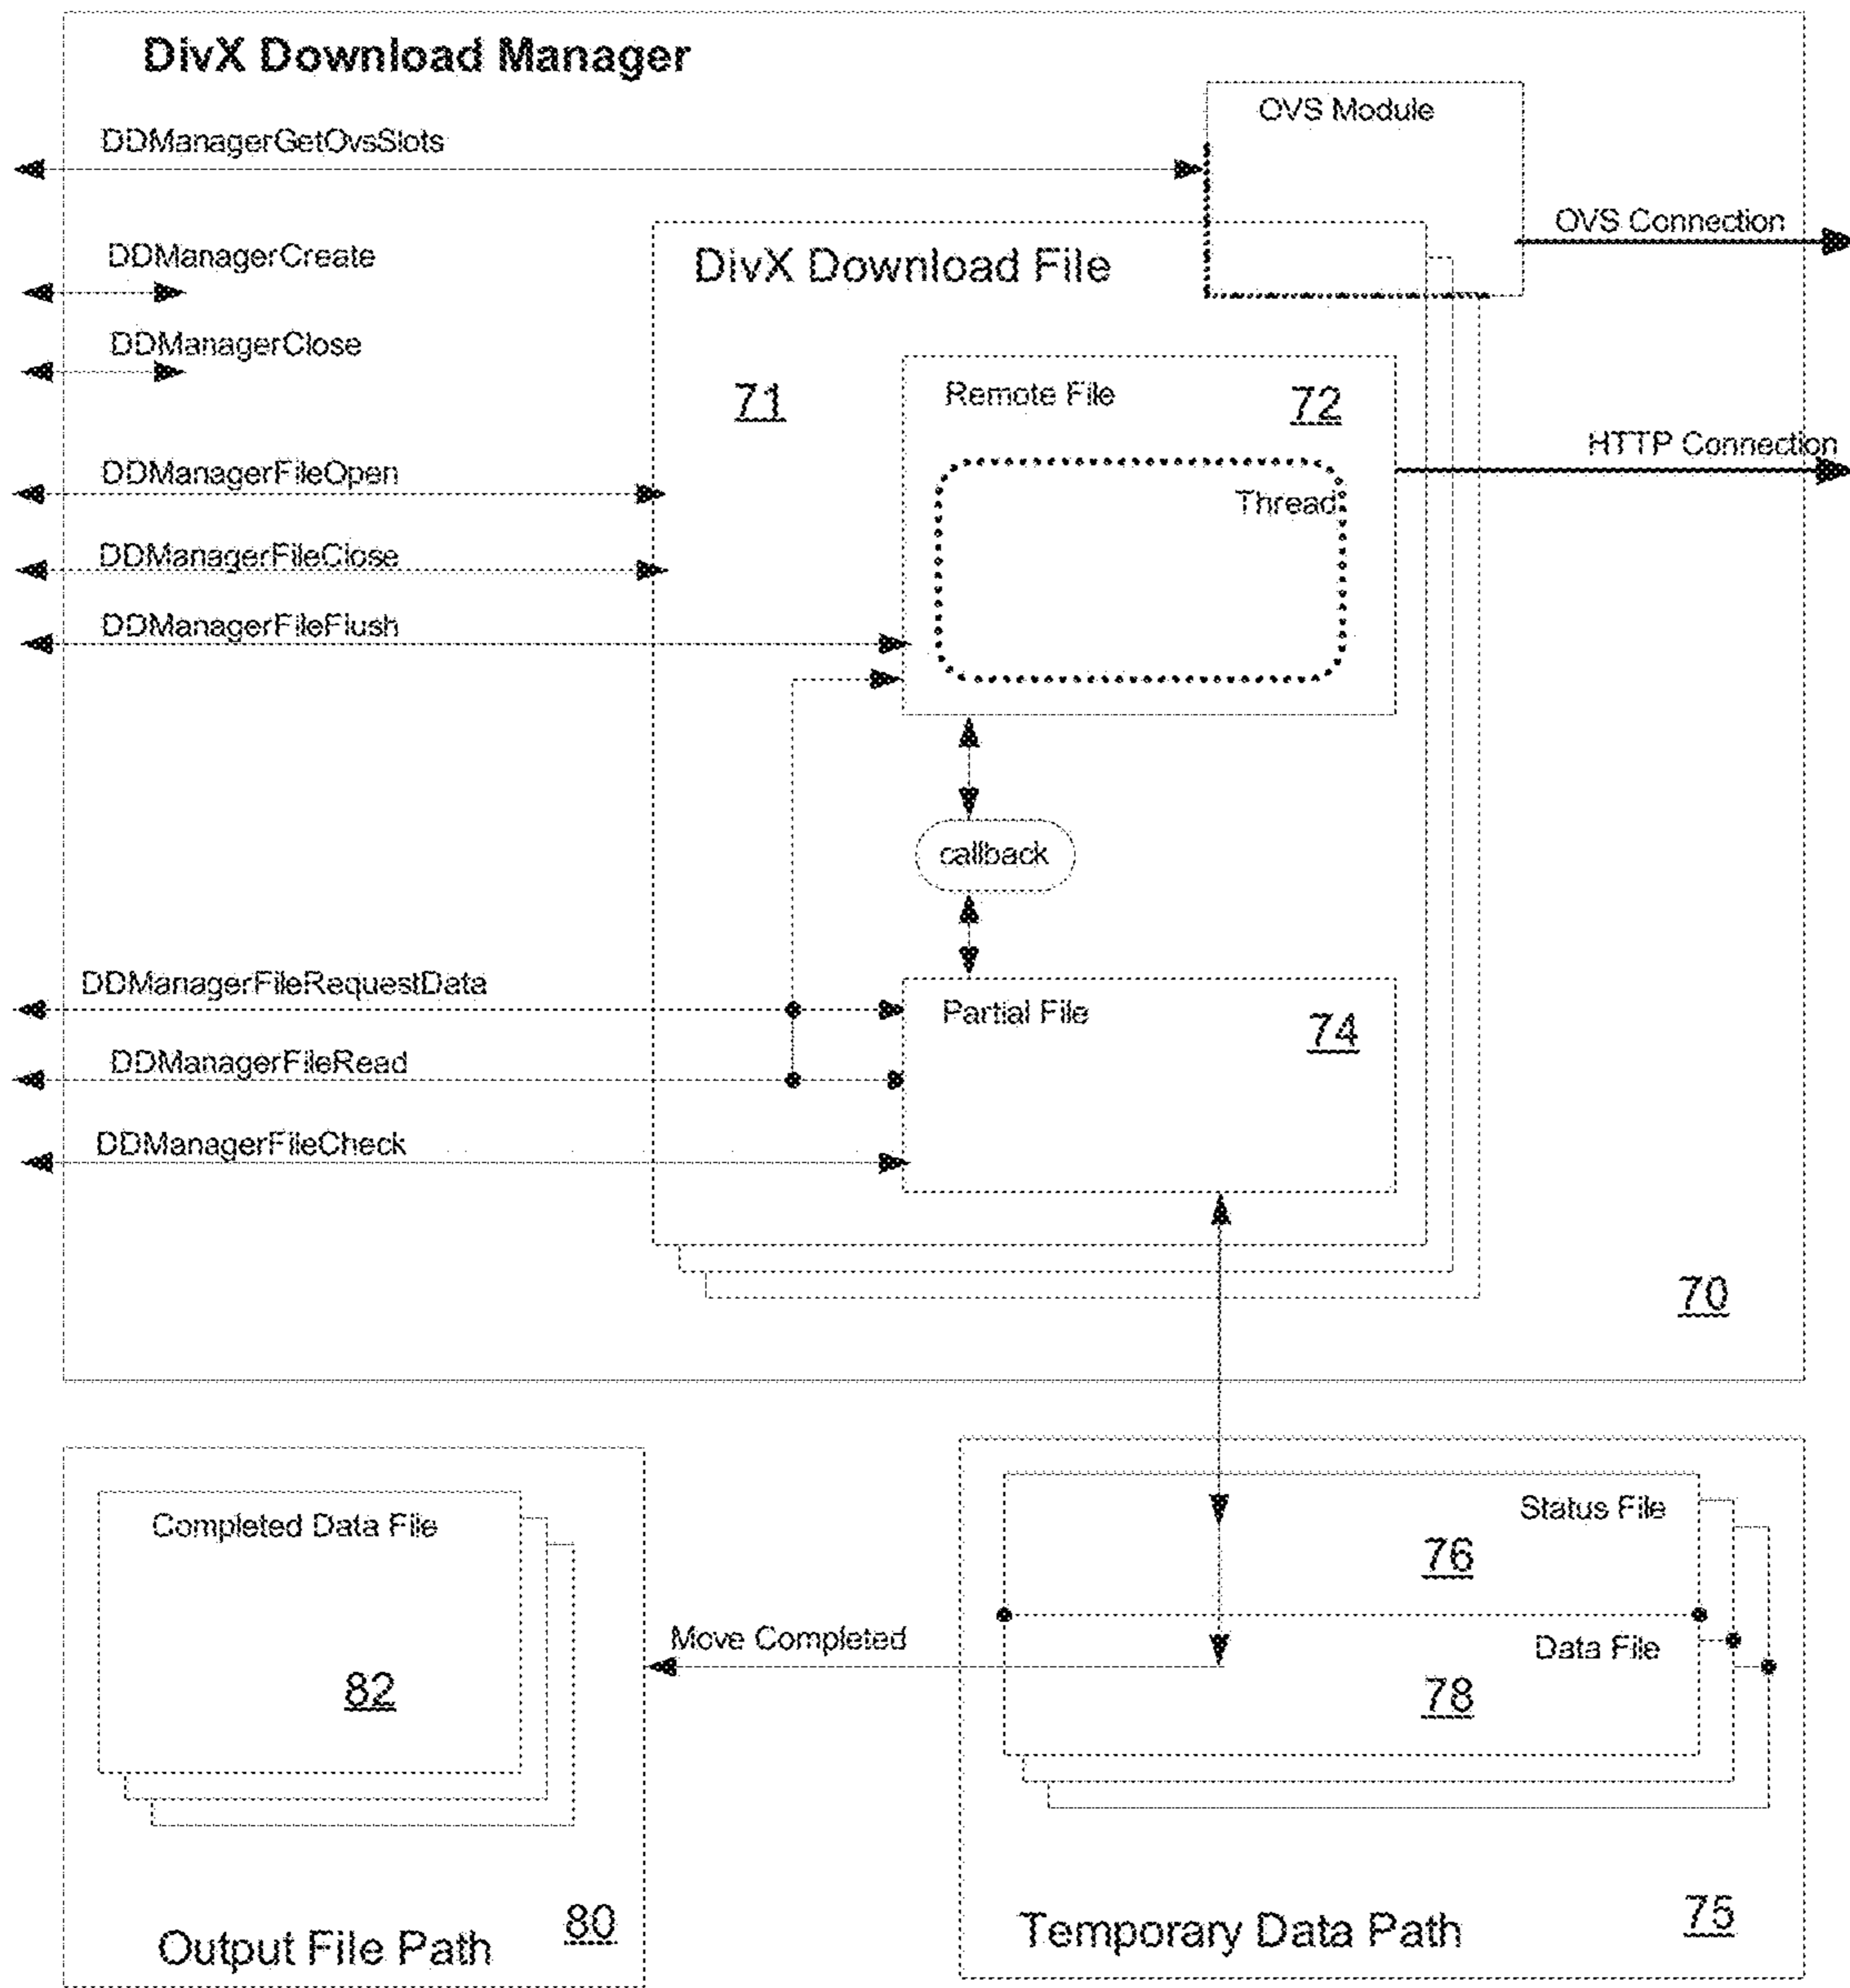 DivX Download Manager
OVS Module
DDManagerGetOvsSlots
OVS Connection
DDManagerCreate
DivX Download File
DDManagerClose
71
Remote File
72
HTTP Connection
DDManagerFileOpen
Thread
DDManagerFileClose
DDManagerFileFlush
callback
DDManagerFileRequestData
Partial File
74
DDManagerFileRead
DDManagerFileCheck
70
Completed Data File
Status File
76
Move Completed
Data File
82
78
Output File Path
80
Temporary Data Path
75